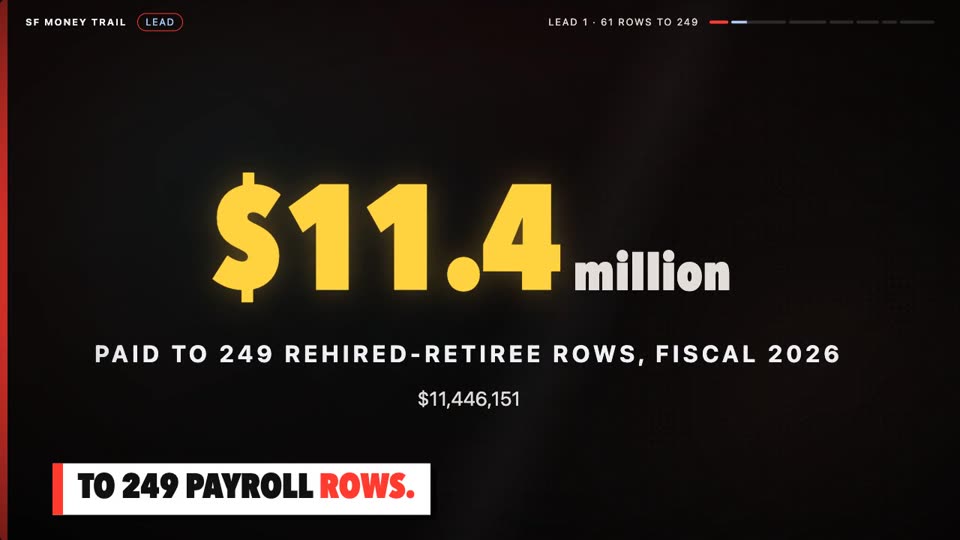 SF MONEY TRAIL LEAD
LEAD 1 · 61 ROWS TO 249
$11.4 million
PAID TO 249 REHIRED-RETIREE ROWS, FISCAL 2026
$11,446,151
TO 249 PAYROLL ROWS.